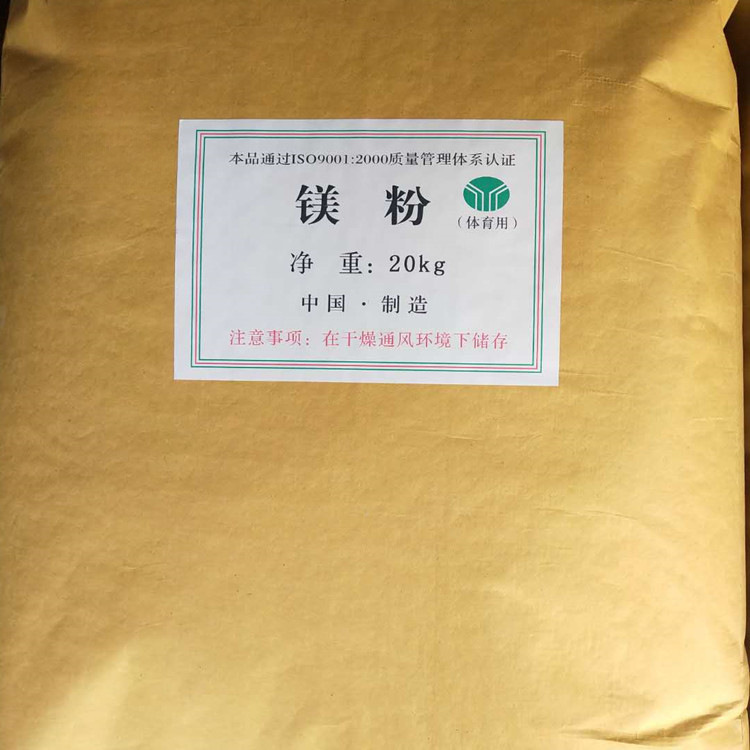 本品通过ISO9001:2000质量管理体系认证
镁 粉
(体育用)
净 重: 20kg
中国·制造
注意事项: 在干燥通风环境下储存